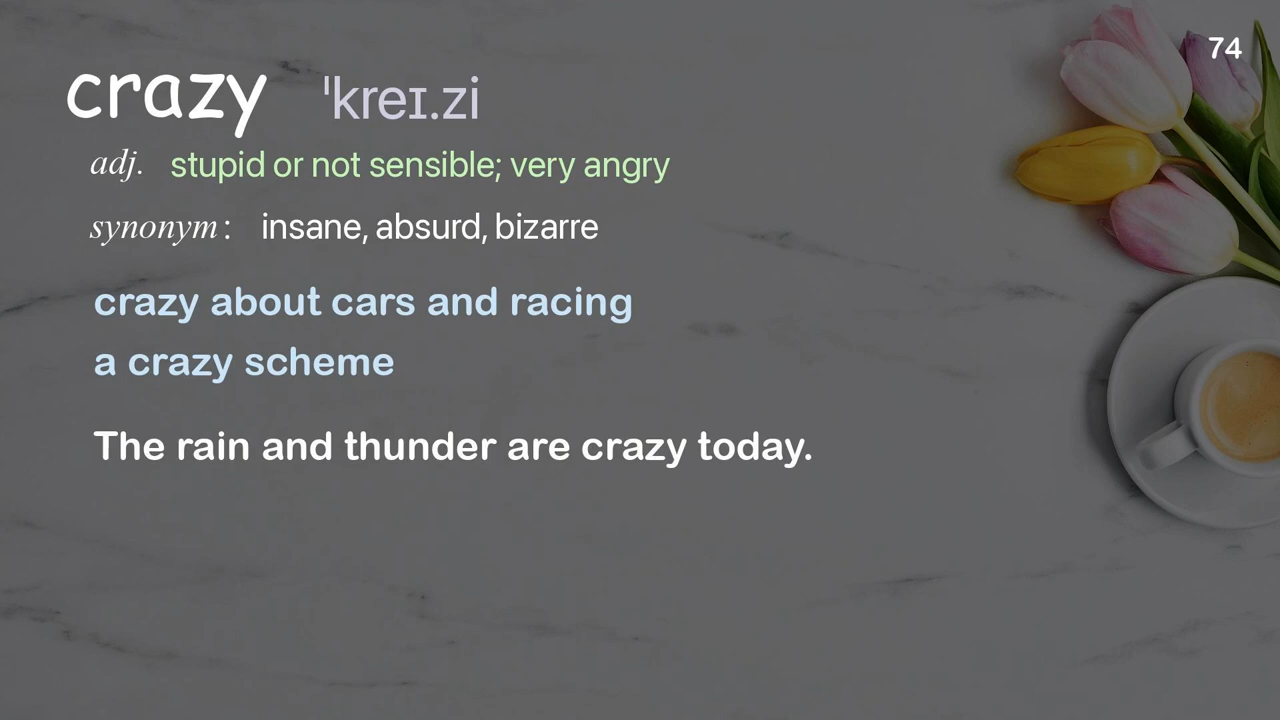 74
crazy ˈkreɪ.zi
adj. stupid or not sensible; very angry
synonym: insane, absurd, bizarre
crazy about cars and racing
a crazy scheme
The rain and thunder are crazy today.